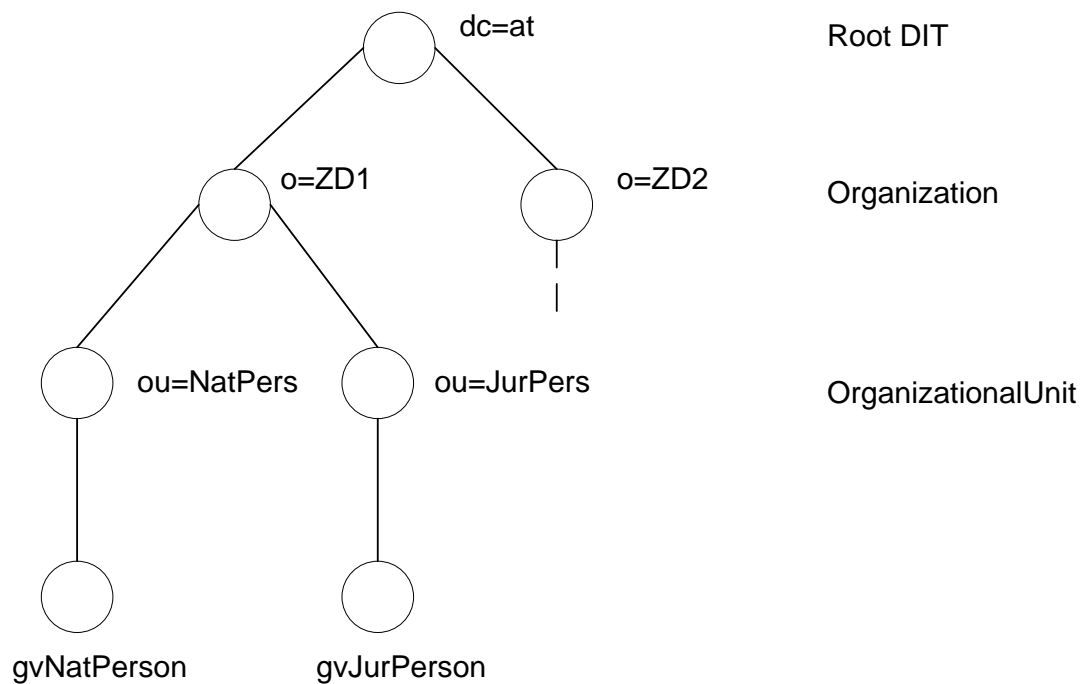 dc=at
Root DIT
o=ZD1
o=ZD2
Organization
ou=NatPers
ou=JurPers
OrganizationalUnit
gvNatPerson
gvJurPerson